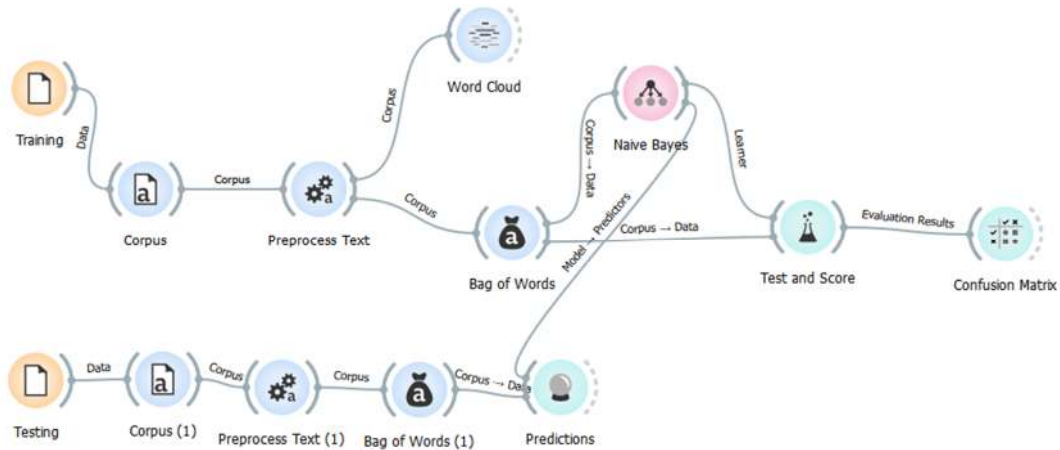 Corpus
Word Cloud
Training
Data
Corpus
Corpus
Preprocess Text
Corpus
Bag of Words
Corpus → Data
Naive Bayes
Learner
Model → Predictors
Corpus → Data
Test and Score
Evaluation Results
Confusion Matrix
Testing
Data
Corpus (1)
Corpus
Preprocess Text (1)
Corpus
Bag of Words (1)
Corpus → Data
Predictions
a
a
a
a
a
a